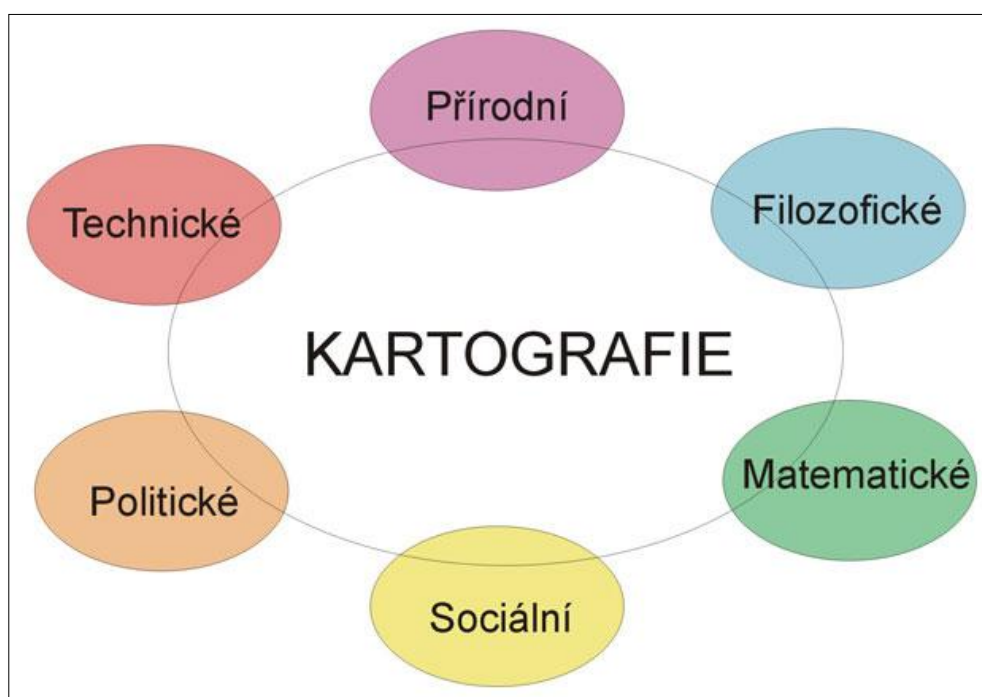 Přírodní
Technické
Filozofické
KARTOGRAFIE
Matematické
Politické
Sociální